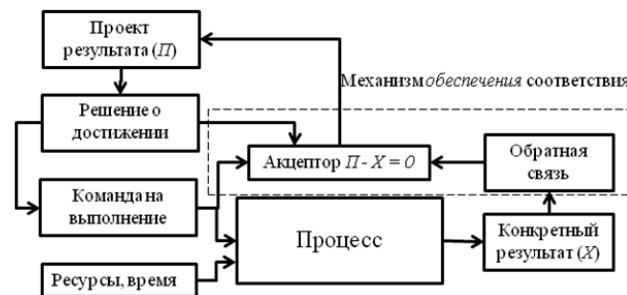 Проект
результата (П)
Механизм обеспечения соответствия
Решение о
достижении
Акцептор П - X = 0
Обратная
связь
Команда на
выполнение
Процесс
Конкретный
результат (X)
Ресурсы, время